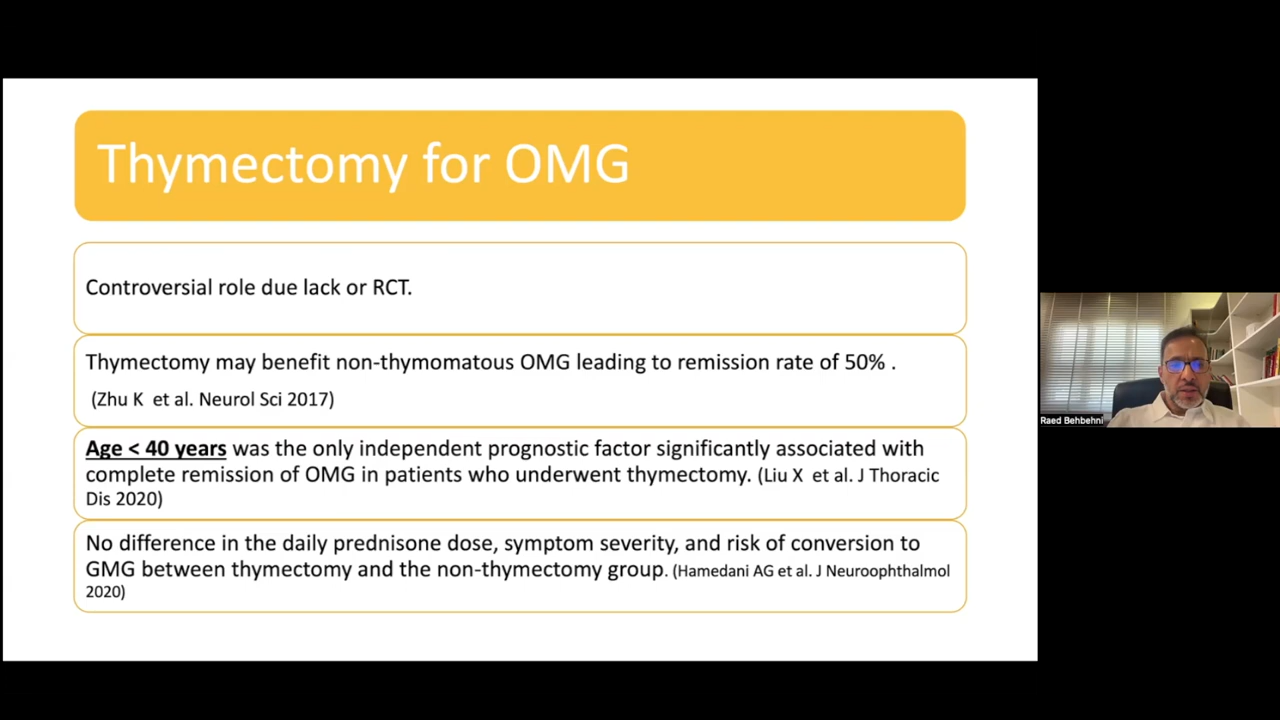 Thymectomy for OMG
Controversial role due lack or RCT.
Thymectomy may benefit non-thymomatous OMG leading to remission rate of 50% .
(Zhu K et al. Neurol Sci 2017)
Age < 40 years was the only independent prognostic factor significantly associated with
complete remission of OMG in patients who underwent thymectomy. (Liu X et al. J Thoracic
Dis 2020)
No difference in the daily prednisone dose, symptom severity, and risk of conversion to
GMG between thymectomy and the non-thymectomy group. (Hamedani AG et al. J Neuroophthalmol
2020)
Raed Behbehni